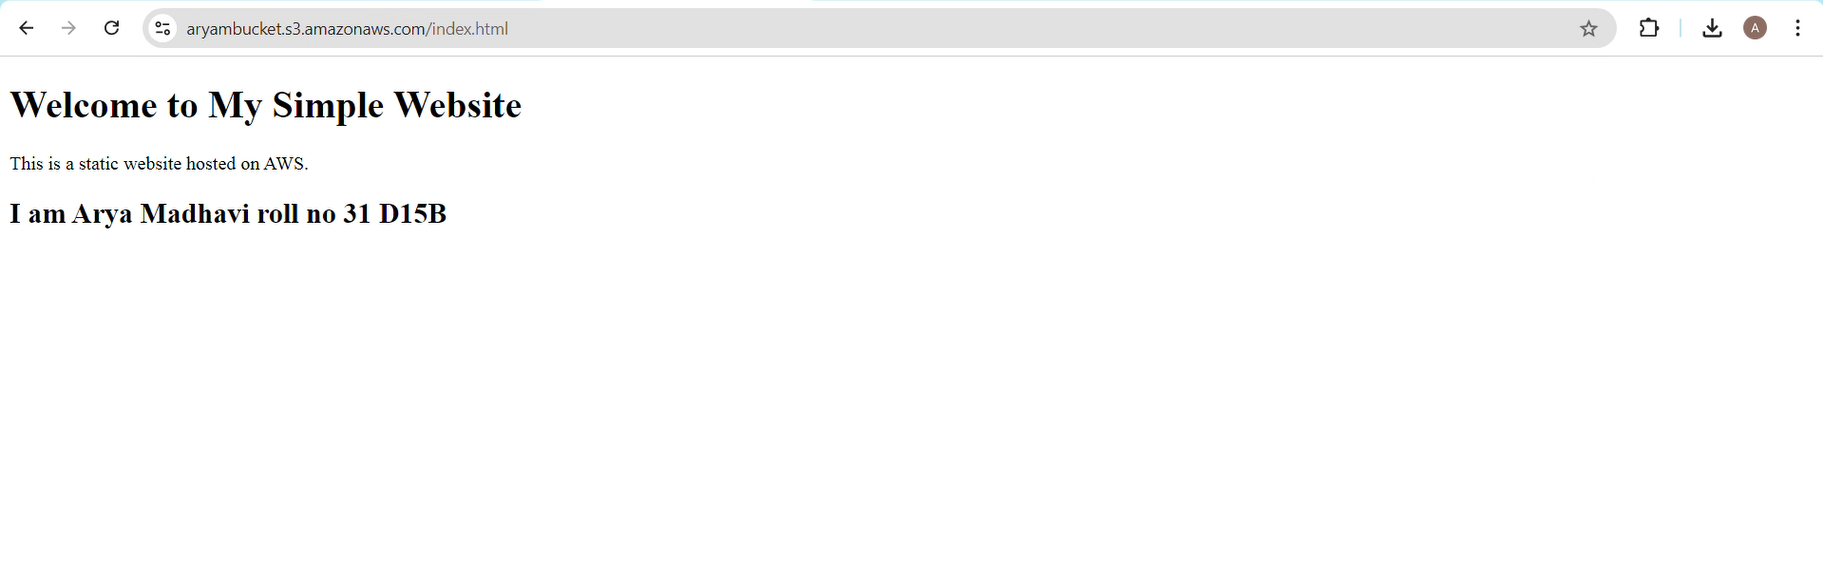 aryambucket.s3.amazonaws.com/index.html
A
Welcome to My Simple Website
This is a static website hosted on AWS.
I am Arya Madhavi roll no 31 D15B